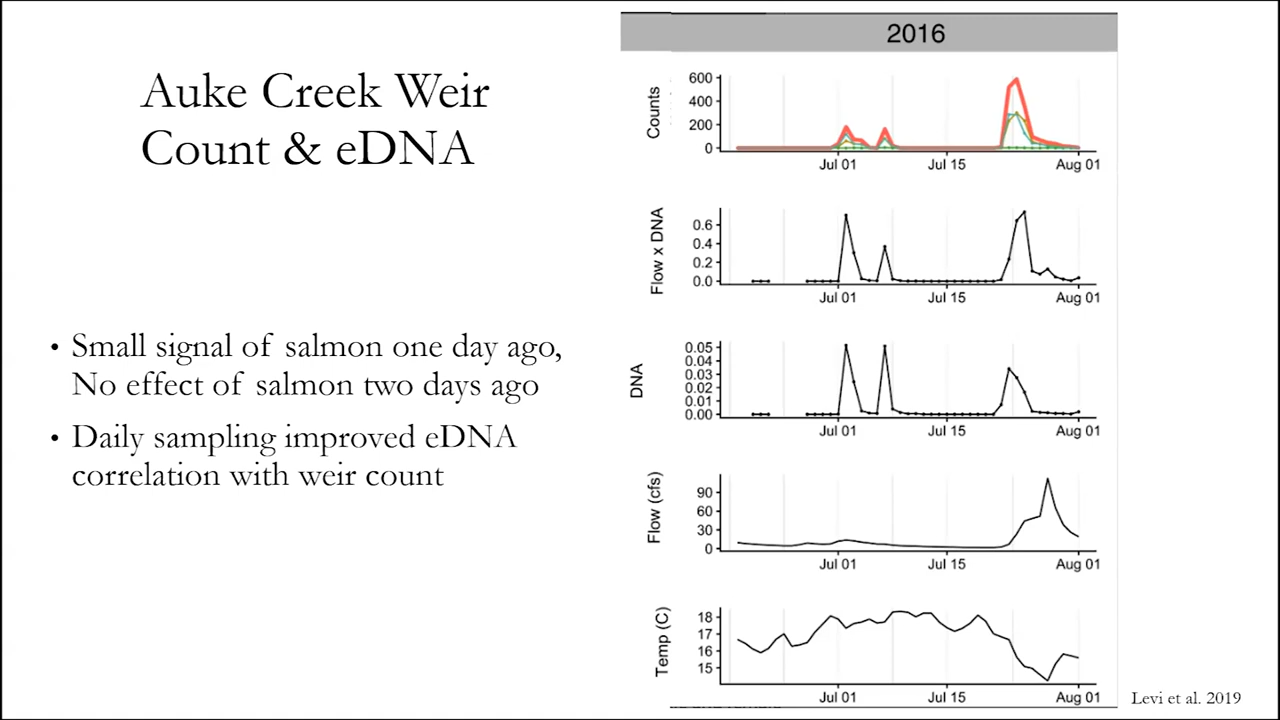 Auke Creek Weir
Count & eDNA
• Small signal of salmon one day ago,
No effect of salmon two days ago
• Daily sampling improved eDNA
correlation with weir count
2016
Counts
600
400
200
0
Jul 01
Jul 15
Aug 01
Flow x DNA
0.6
0.4
0.2
0.0
Jul 01
Jul 15
Aug 01
DNA
0.05
0.04
0.03
0.02
0.01
0.00
Jul 01
Jul 15
Aug 01
Flow (cfs)
90
60
30
0
Jul 01
Jul 15
Aug 01
Temp (C)
18
17
16
15
Jul 01
Jul 15
Aug 01
Levi et al. 2019